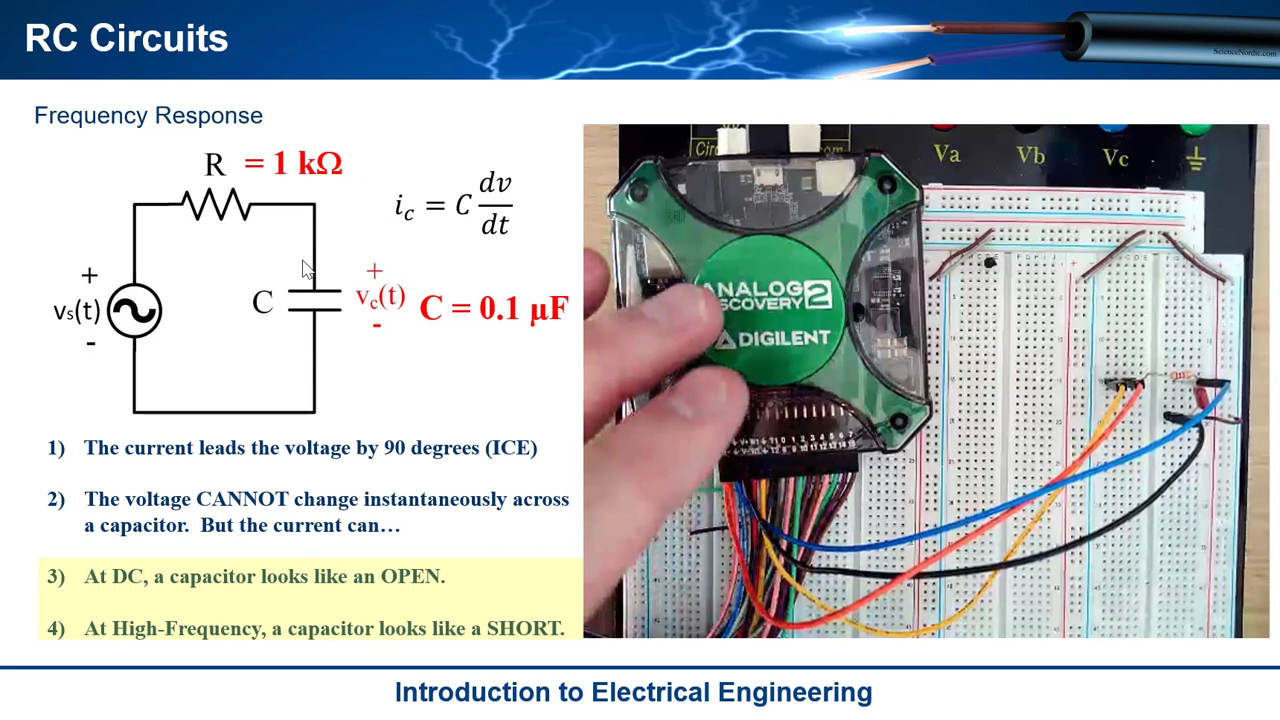 RC Circuits
ScienceNordic.com
Frequency Response
R = 1 kΩ
i_c = C dv/dt
+
v_s(t)
-
C
+
v_c(t)
-
C = 0.1 µF
1) The current leads the voltage by 90 degrees (ICE)
2) The voltage CANNOT change instantaneously across
a capacitor. But the current can…
3) At DC, a capacitor looks like an OPEN.
4) At High-Frequency, a capacitor looks like a SHORT.
Va Vb Vc
ANALOG
DISCOVERY 2
DIGILENT
Introduction to Electrical Engineering